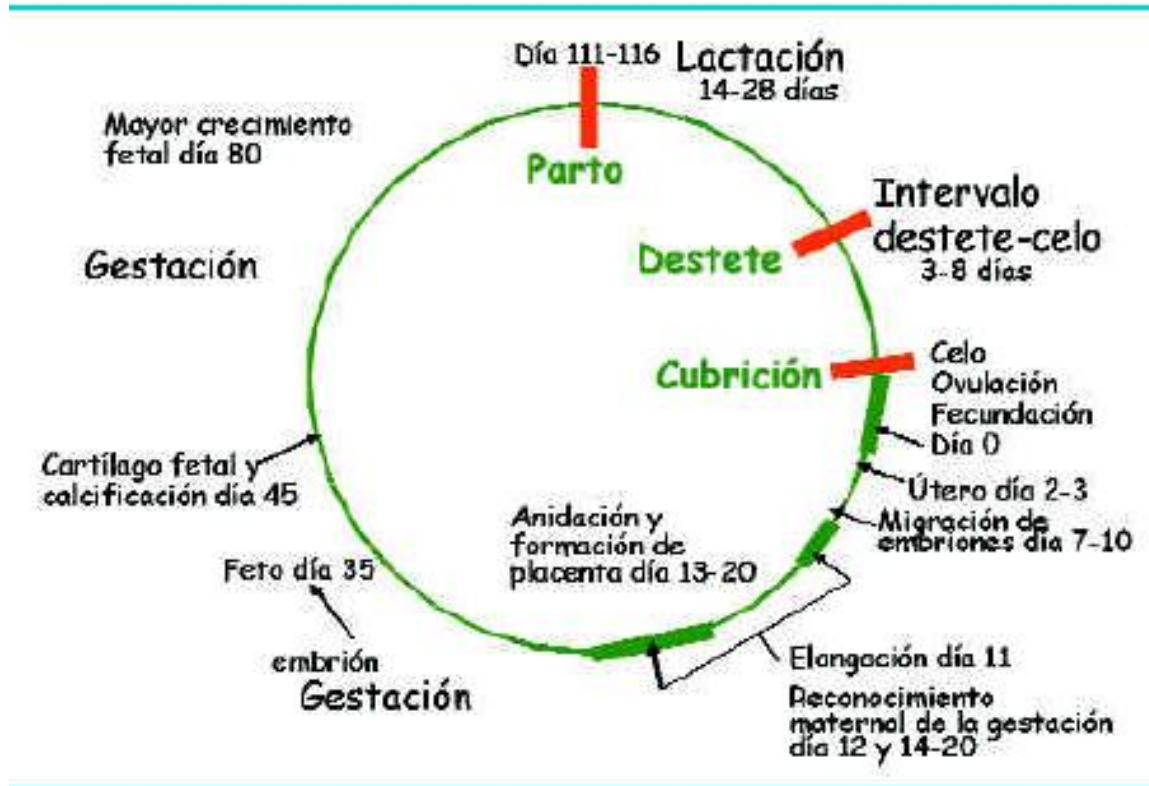 Día 111-116
Lactación
14-28 días
Mayor crecimiento
fetal día 80
Parto
Intervalo
destete-celo
3-8 días
Destete
Gestación
Cubrición
Celo
Ovulación
Fecundación
Día 0
Cartílago fetal y
calcificación día 45
Útero día 2-3
Migración de
embriones día 7-10
Anidación y
formación de
placenta día 13-20
Feto día 35
embrión
Gestación
Elongación día 11
Reconocimiento
maternal de la gestación
día 12 y 14-20